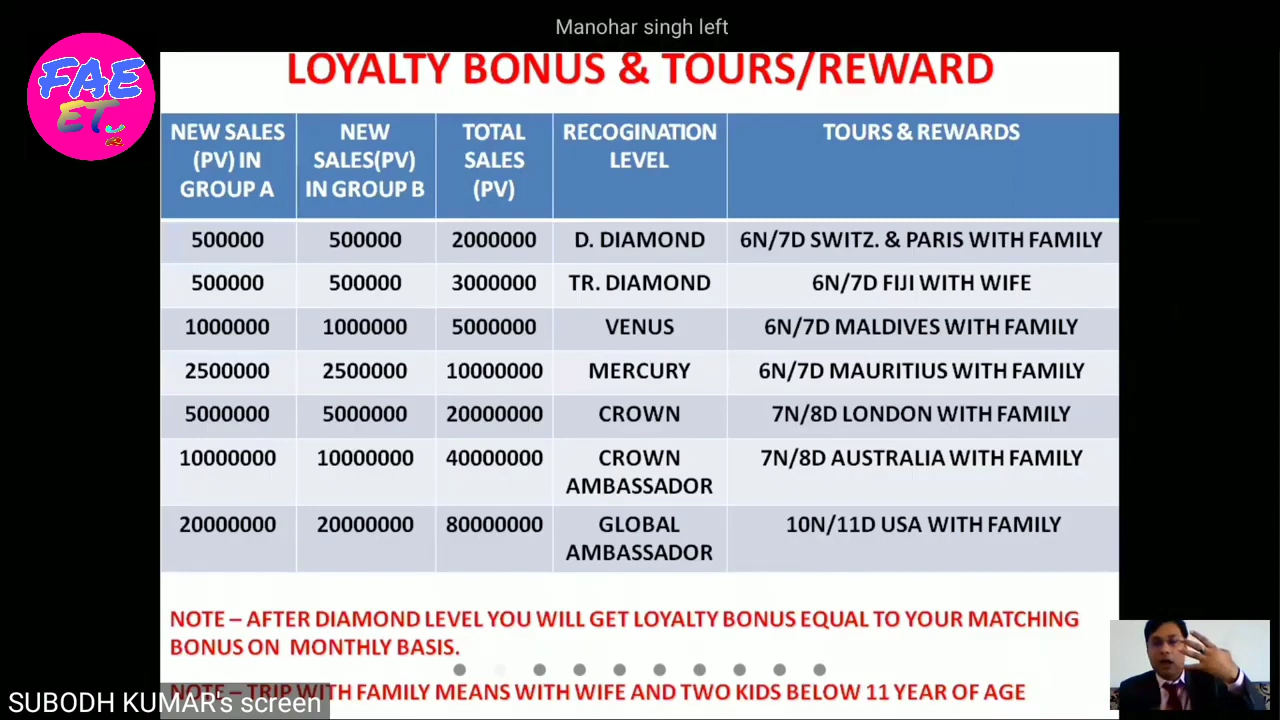 Manohar singh left
FAE
ET
LOYALTY BONUS & TOURS/REWARD
NEW SALES (PV) IN GROUP A | NEW SALES(PV) IN GROUP B | TOTAL SALES (PV) | RECOGINATION LEVEL | TOURS & REWARDS
500000 500000 2000000 D. DIAMOND 6N/7D SWITZ. & PARIS WITH FAMILY
500000 500000 3000000 TR. DIAMOND 6N/7D FIJI WITH WIFE
1000000 1000000 5000000 VENUS 6N/7D MALDIVES WITH FAMILY
2500000 2500000 10000000 MERCURY 6N/7D MAURITIUS WITH FAMILY
5000000 5000000 20000000 CROWN 7N/8D LONDON WITH FAMILY
10000000 10000000 40000000 CROWN AMBASSADOR 7N/8D AUSTRALIA WITH FAMILY
20000000 20000000 80000000 GLOBAL AMBASSADOR 10N/11D USA WITH FAMILY
NOTE – AFTER DIAMOND LEVEL YOU WILL GET LOYALTY BONUS EQUAL TO YOUR MATCHING
BONUS ON MONTHLY BASIS.
NOTE – TRIP WITH FAMILY MEANS WITH WIFE AND TWO KIDS BELOW 11 YEAR OF AGE
SUBODH KUMAR's screen